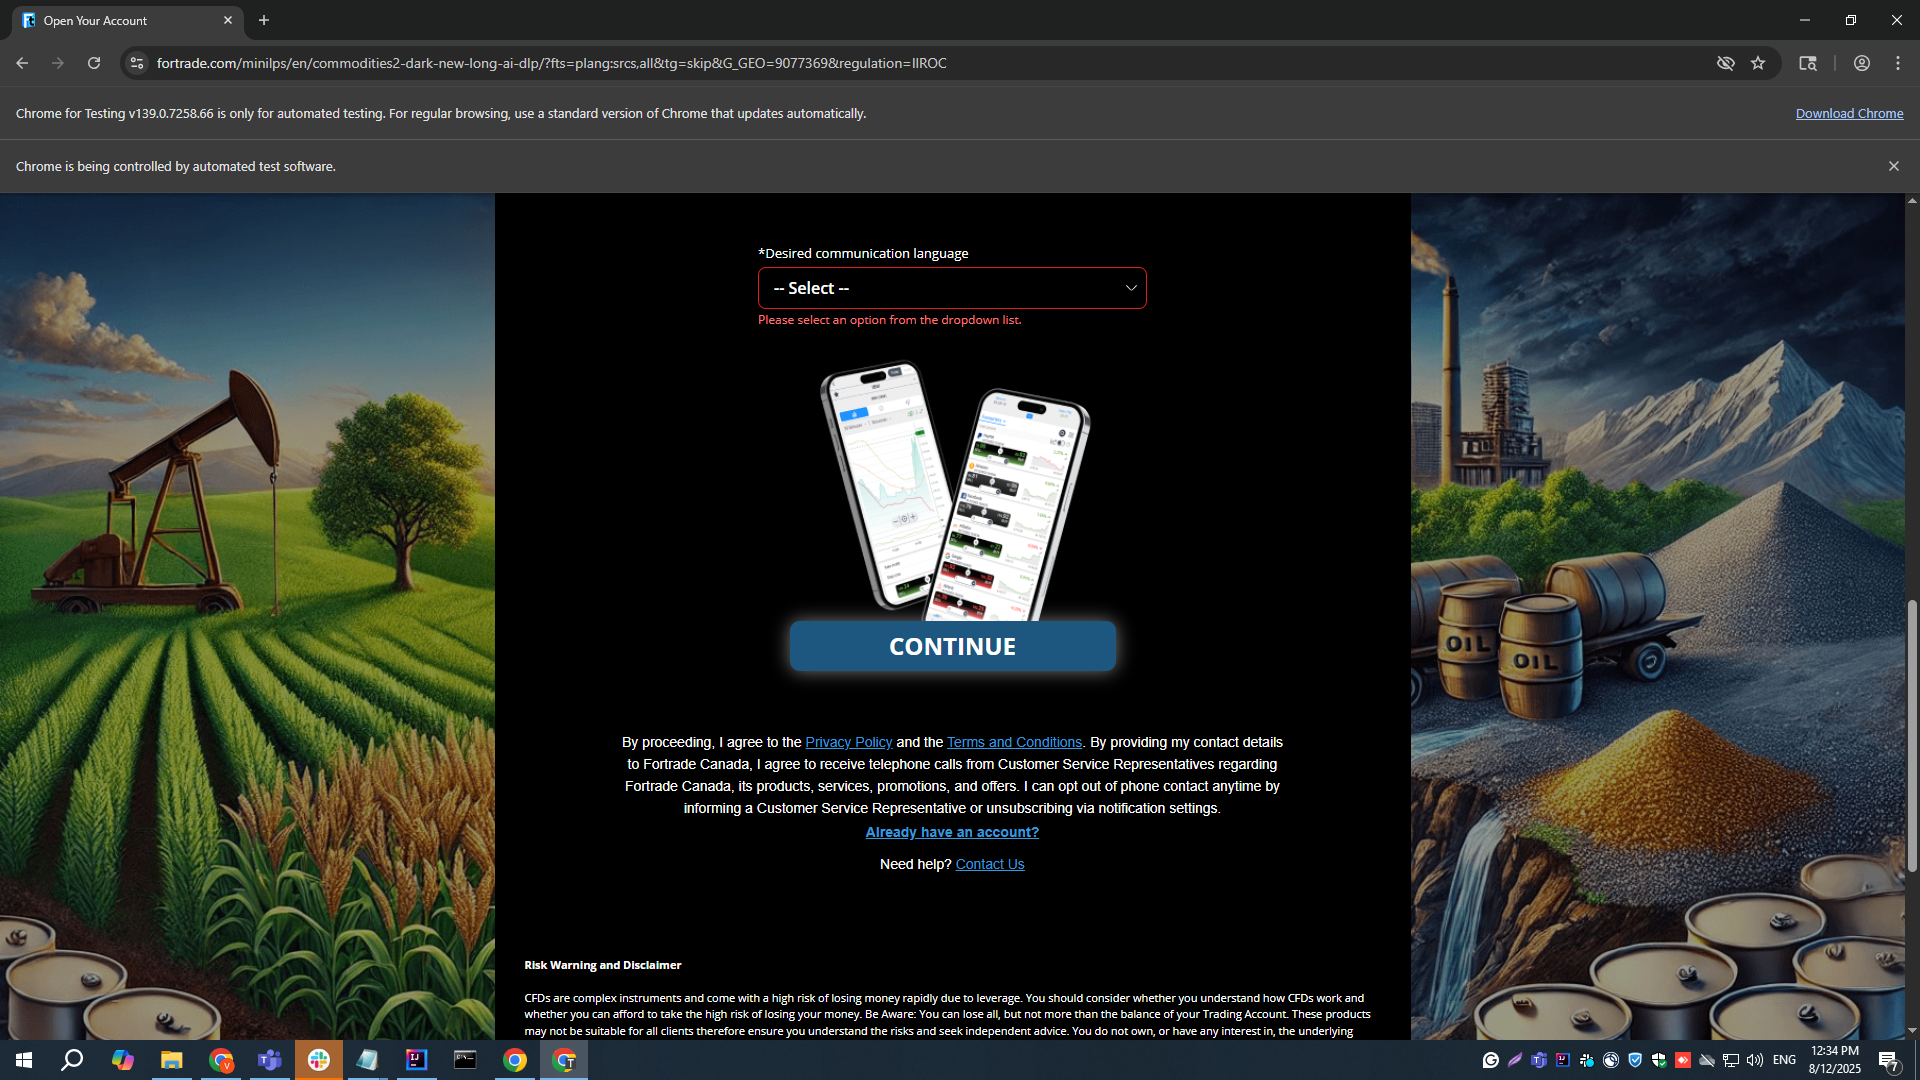 Open Your Account
fortrade.com/minilps/en/commodities2-dark-new-long-ai-dlp/?fts=plang:srcs,all&tg=skip&G_GEO=9077369&regulation=IIROC
Chrome for Testing v139.0.7258.66 is only for automated testing. For regular browsing, use a standard version of Chrome that updates automatically.
Download Chrome
Chrome is being controlled by automated test software.
*Desired communication language
-- Select --
Please select an option from the dropdown list.
CONTINUE
OIL
OIL
By proceeding, I agree to the Privacy Policy and the Terms and Conditions. By providing my contact details
to Fortrade Canada, I agree to receive telephone calls from Customer Service Representatives regarding
Fortrade Canada, its products, services, promotions, and offers. I can opt out of phone contact anytime by
informing a Customer Service Representative or unsubscribing via notification settings.
Already have an account?
Need help? Contact Us
Risk Warning and Disclaimer
CFDs are complex instruments and come with a high risk of losing money rapidly due to leverage. You should consider whether you understand how CFDs work and
whether you can afford to take the high risk of losing your money. Be Aware: You can lose all, but not more than the balance of your Trading Account. These products
may not be suitable for all clients therefore ensure you understand the risks and seek independent advice. You do not own, or have any interest in, the underlying
ENG
12:34 PM
8/12/2025
7